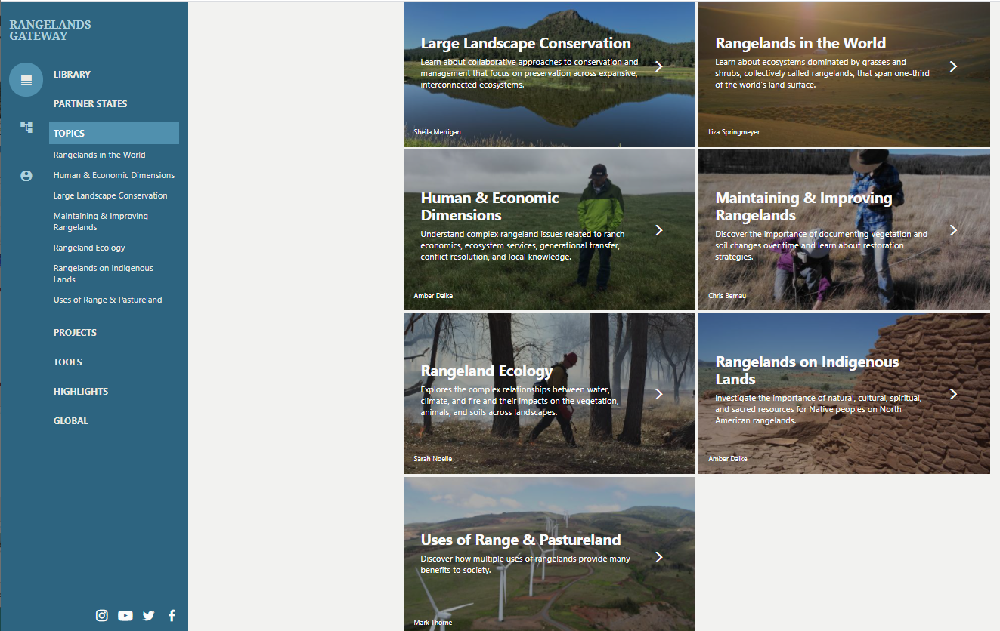 RANGELANDS
GATEWAY
LIBRARY
PARTNER STATES
TOPICS
Rangelands in the World
Human & Economic Dimensions
Large Landscape Conservation
Maintaining & Improving
Rangelands
Rangeland Ecology
Rangelands on Indigenous
Lands
Uses of Range & Pastureland
PROJECTS
TOOLS
HIGHLIGHTS
GLOBAL
Large Landscape Conservation
Learn about collaborative approaches to conservation and
management that focus on preservation across expansive,
interconnected ecosystems.
Sheila Merrigan
Rangelands in the World
Learn about ecosystems dominated by grasses and
shrubs, collectively called rangelands, that span one-third
of the world's land surface.
Liza Springmeyer
Human & Economic
Dimensions
Understand complex rangeland issues related to ranch
economics, ecosystem services, generational transfer,
conflict resolution, and local knowledge.
Amber Dalke
Maintaining & Improving
Rangelands
Discover the importance of documenting vegetation and
soil changes over time and learn about restoration
strategies.
Chris Bernau
Rangeland Ecology
Explores the complex relationships between water,
climate, and fire and their impacts on the vegetation,
animals, and soils across landscapes.
Sarah Noelle
Rangelands on Indigenous
Lands
Investigate the importance of natural, cultural, spiritual,
and sacred resources for Native peoples on North
American rangelands.
Amber Dalke
Uses of Range & Pastureland
Discover how multiple uses of rangelands provide many
benefits to society.
Mark Thorne